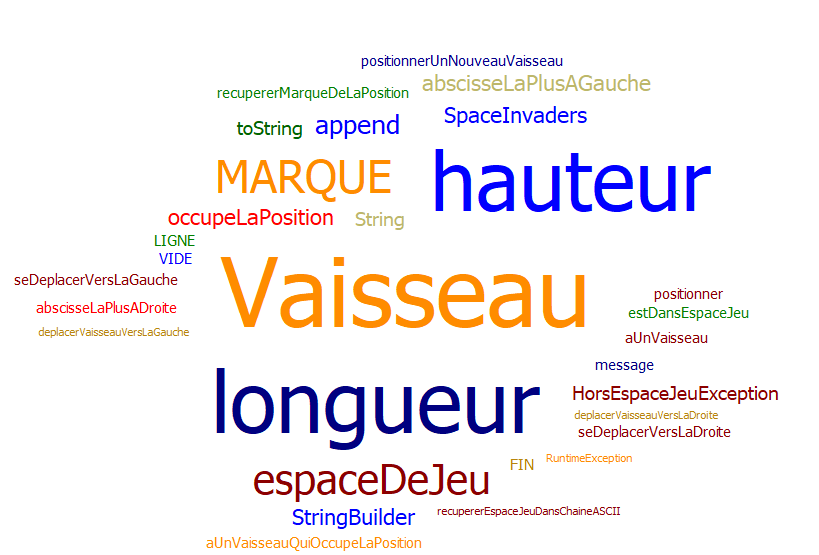 positionnerUnNouveauVaisseau
abscisseLaPlusAGauche
recupererMarqueDeLaPosition
SpaceInvaders
append
toString
MARQUE
hauteur
occupeLaPosition
String
LIGNE
VIDE
seDeplacerVersLaGauche
Vaisseau
positionner
abscisseLaPlusADroite
estDansEspaceJeu
deplacerVaisseauVersLaGauche
aUnVaisseau
message
longueur
HorsEspaceJeuException
deplacerVaisseauVersLaDroite
seDeplacerVersLaDroite
RuntimeException
FIN
espaceDeJeu
recupererEspaceJeuDansChaineASCII
StringBuilder
aUnVaisseauQuiOccupeLaPosition